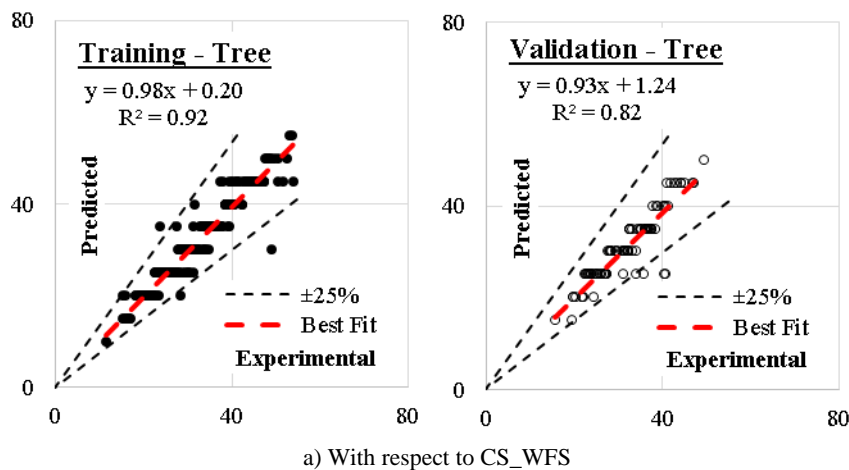 80
Training - Tree
y = 0.98x + 0.20
R² = 0.92
Predicted
40
±25%
Best Fit
Experimental
0
0 40 80
80
Validation - Tree
y = 0.93x + 1.24
R² = 0.82
Predicted
40
±25%
Best Fit
Experimental
0
0 40 80
a) With respect to CS_WFS